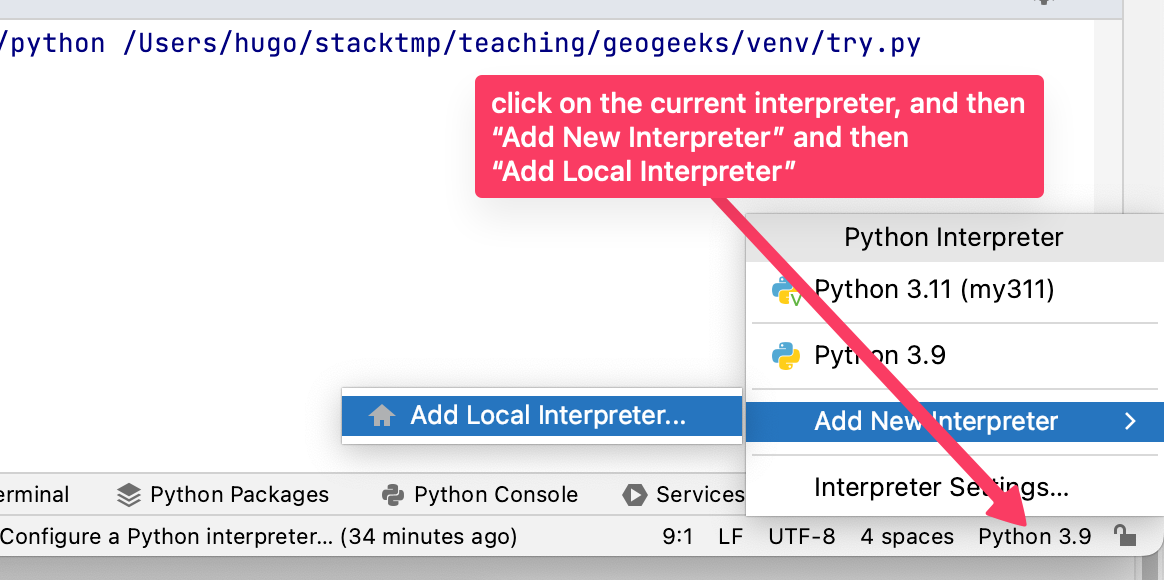 /python /Users/hugo/stacktmp/teaching/geogeeks/venv/try.py
click on the current interpreter, and then
“Add New Interpreter” and then
“Add Local Interpreter”
Python Interpreter
Python 3.11 (my311)
Python 3.9
Add New Interpreter
Add Local Interpreter...
Interpreter Settings...
erminal Python Packages Python Console Services
Configure a Python interpreter... (34 minutes ago) 9:1 LF UTF-8 4 spaces Python 3.9